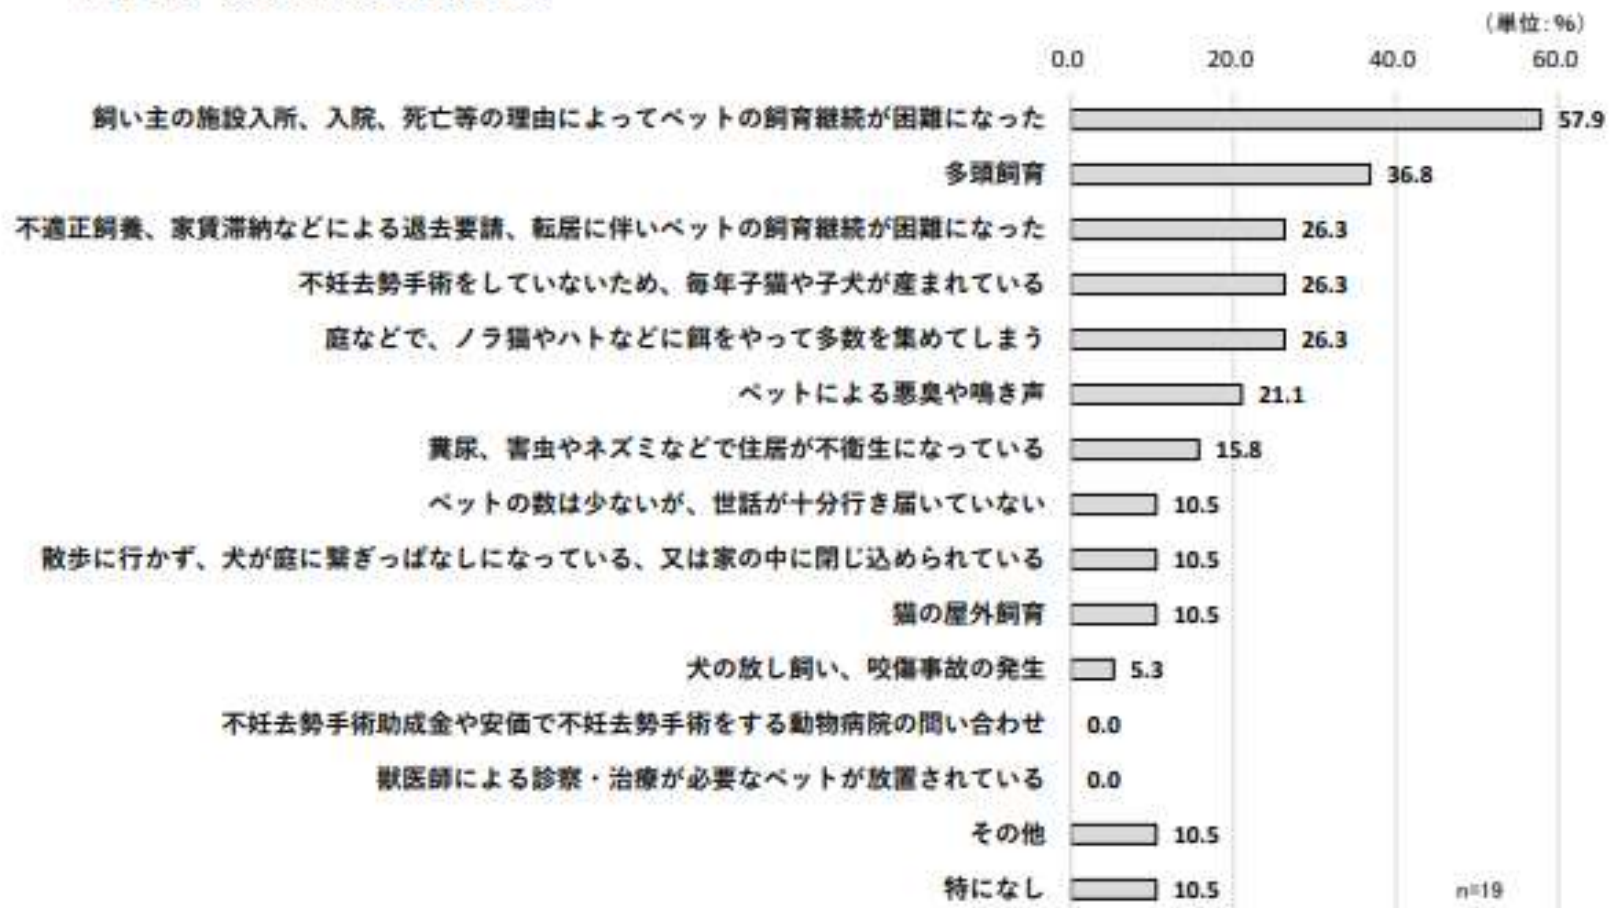 （単位：％）
0.0 20.0 40.0 60.0
飼い主の施設入所、入院、死亡等の理由によってペットの飼育継続が困難になった 57.9
多頭飼育 36.8
不適正飼養、家賃滞納などによる退去要請、転居に伴いペットの飼育継続が困難になった 26.3
不妊去勢手術をしていないため、毎年子猫や子犬が産まれている 26.3
庭などで、ノラ猫やハトなどに餌をやって多数を集めてしまう 26.3
ペットによる悪臭や鳴き声 21.1
糞尿、害虫やネズミなどで住居が不衛生になっている 15.8
ペットの数は少ないが、世話が十分行き届いていない 10.5
散歩に行かず、犬が庭に繋ぎっぱなしになっている、又は家の中に閉じ込められている 10.5
猫の屋外飼育 10.5
犬の放し飼い、咬傷事故の発生 5.3
不妊去勢手術助成金や安価で不妊去勢手術をする動物病院の問い合わせ 0.0
獣医師による診察・治療が必要なペットが放置されている 0.0
その他 10.5
特になし 10.5
n=19